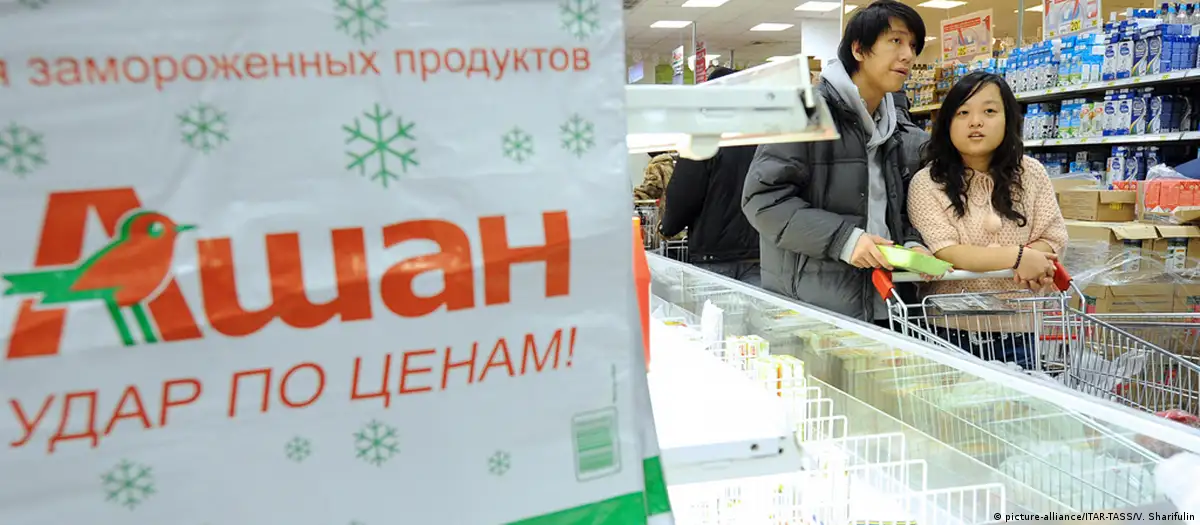 я замороженных продуктов
Ашан
УДАР ПО ЦЕНАМ!
© picture-alliance/ITAR-TASS/V. Sharifulin